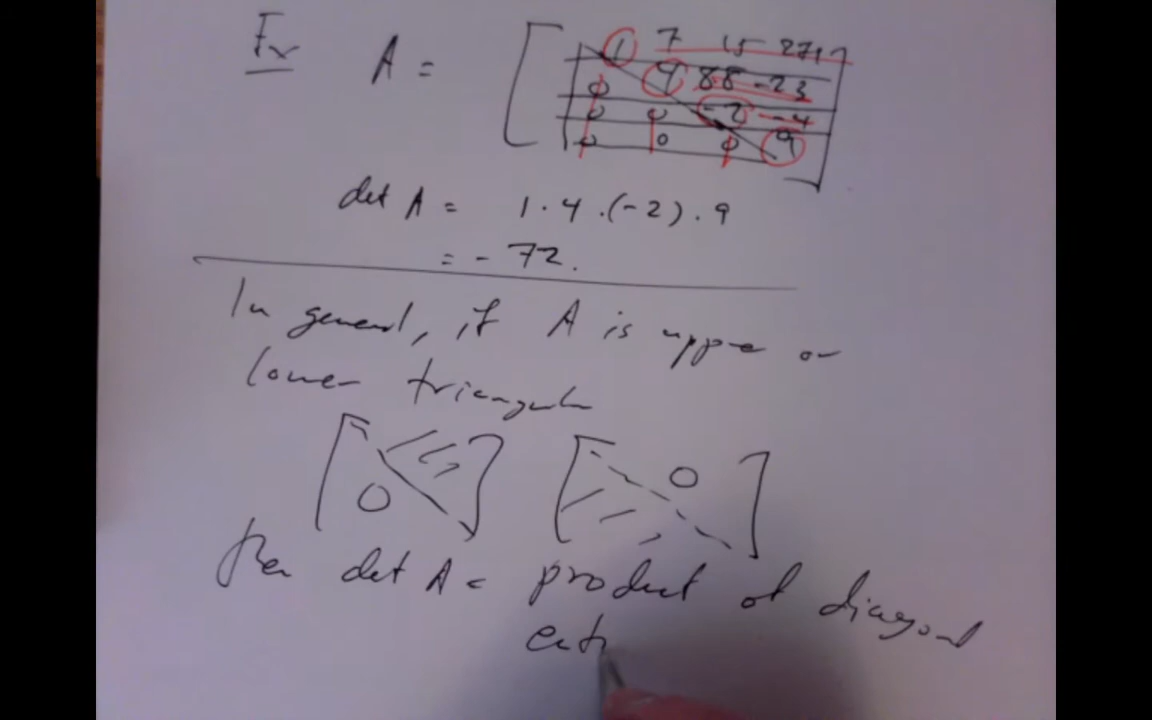 Ex A = [ 1 7 15 271
0 4 88 -23
0 0 -2 -4
0 0 0 9 ]
det A = 1 · 4 · (-2) · 9
= - 72.
In general, if A is upper or
lower triangular
[ 0 ] [ 0 ]
then det A = product of diagonal
ent